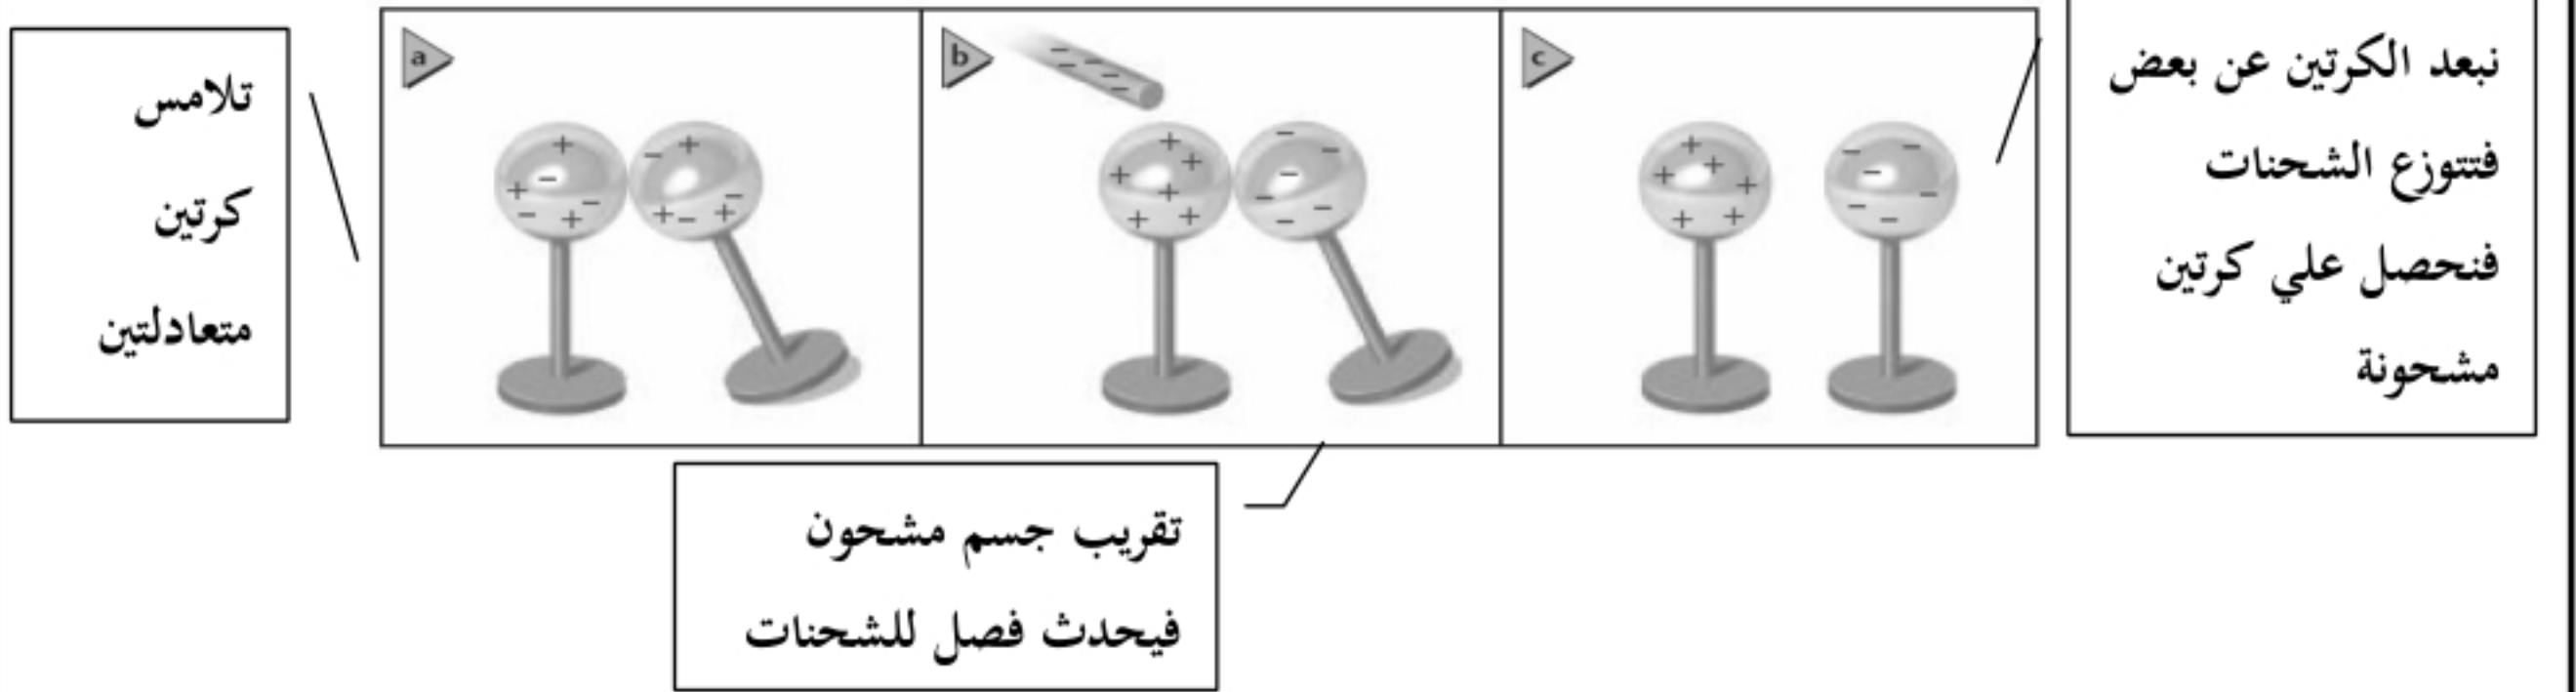 تلامس
كرتين
متعادلتين
a
b
c
نبعد الكرتين عن بعض
فتتوزع الشحنات
فنحصل علي كرتين
مشحونة
تقريب جسم مشحون
فيحدث فصل للشحنات